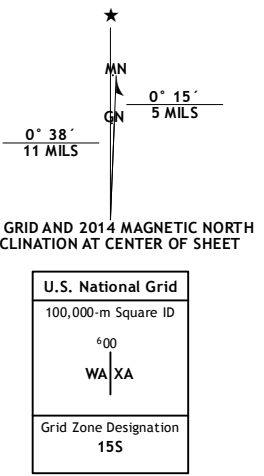 MN
0° 15´
5 MILS
GN
0° 38´
11 MILS
GRID AND 2014 MAGNETIC NORTH
CLINATION AT CENTER OF SHEET
U.S. National Grid
100,000-m Square ID
⁶00
WA XA
Grid Zone Designation
15S